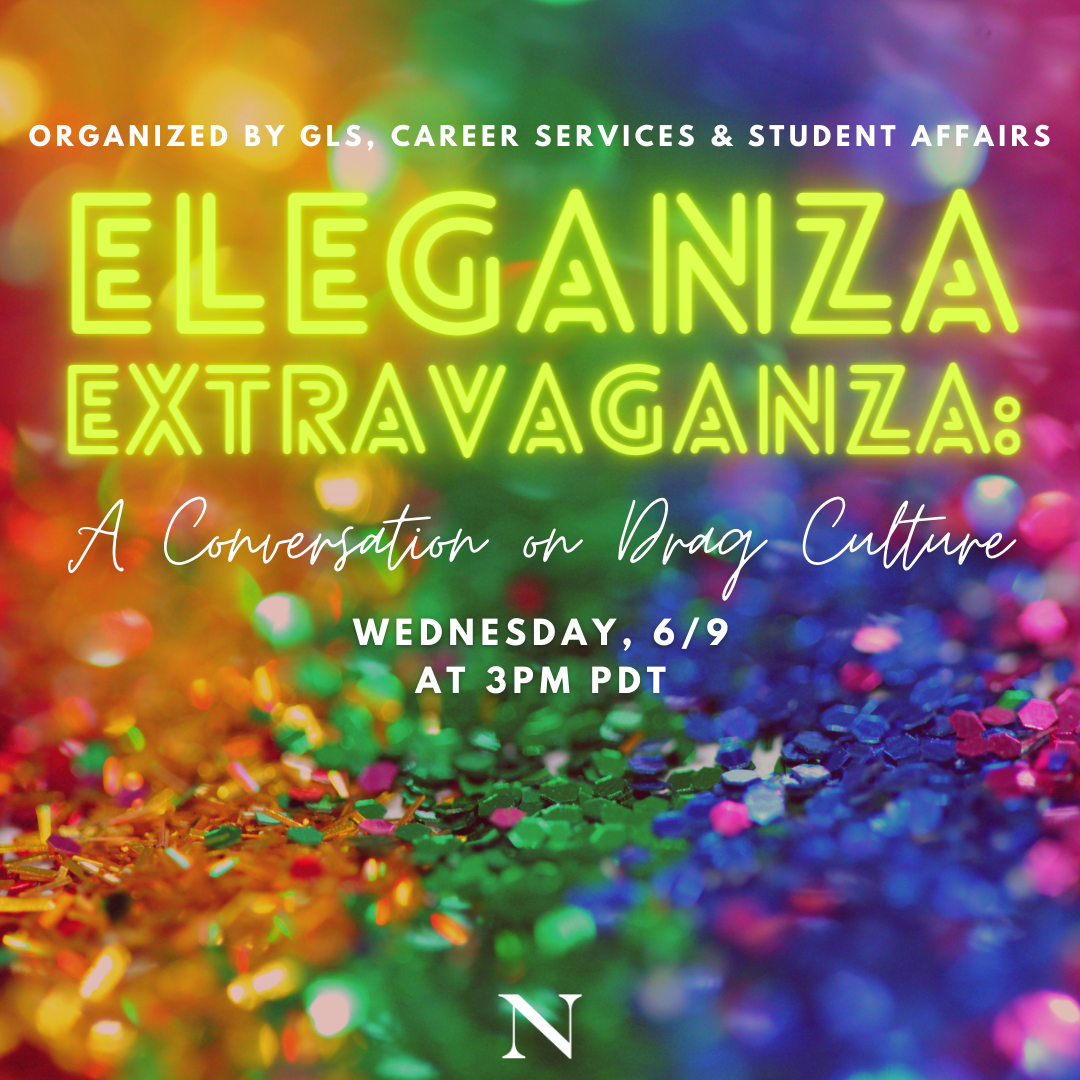 ORGANIZED BY GLS, CAREER SERVICES & STUDENT AFFAIRS
ELEGANZA
EXTRAVAGANZA:
A Conversation on Drag Culture
WEDNESDAY, 6/9
AT 3PM PDT
N